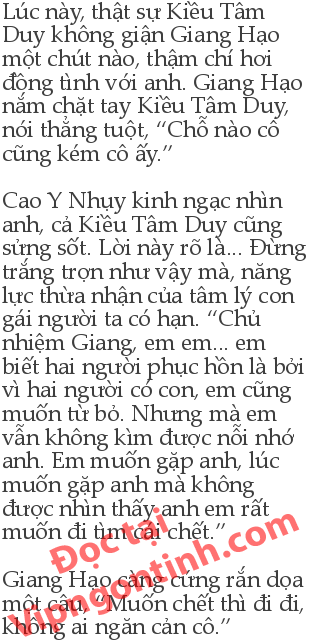 Lúc này, thật sự Kiều Tâm
Duy không giận Giang Hạo
một chút nào, thậm chí hơi
đồng tình với anh. Giang Hạo
nắm chặt tay Kiều Tâm Duy,
nói thẳng tuột, “Chỗ nào cô
cũng kém cô ấy.”
Cao Y Nhụy kinh ngạc nhìn
anh, cả Kiều Tâm Duy cũng
sửng sốt. Lời này rõ là... Đừng
trắng trợn như vậy mà, năng
lực thừa nhận của tâm lý con
gái người ta có hạn. “Chủ
nhiệm Giang, em em... em
biết hai người phục hồn là bởi
vì hai người có con, em cũng
muốn từ bỏ. Nhưng mà em
vẫn không kìm được nỗi nhớ
anh. Em muốn gặp anh, lúc
muốn gặp anh mà không
được nhìn thấy anh em rất
muốn đi tìm cái chết.”
Giang Hạo càng cứng rắn dọa
một câu. “Muốn chết thì đi đi,
không ai ngăn cản cô.”
Đọc tại
Vipngontinh.com